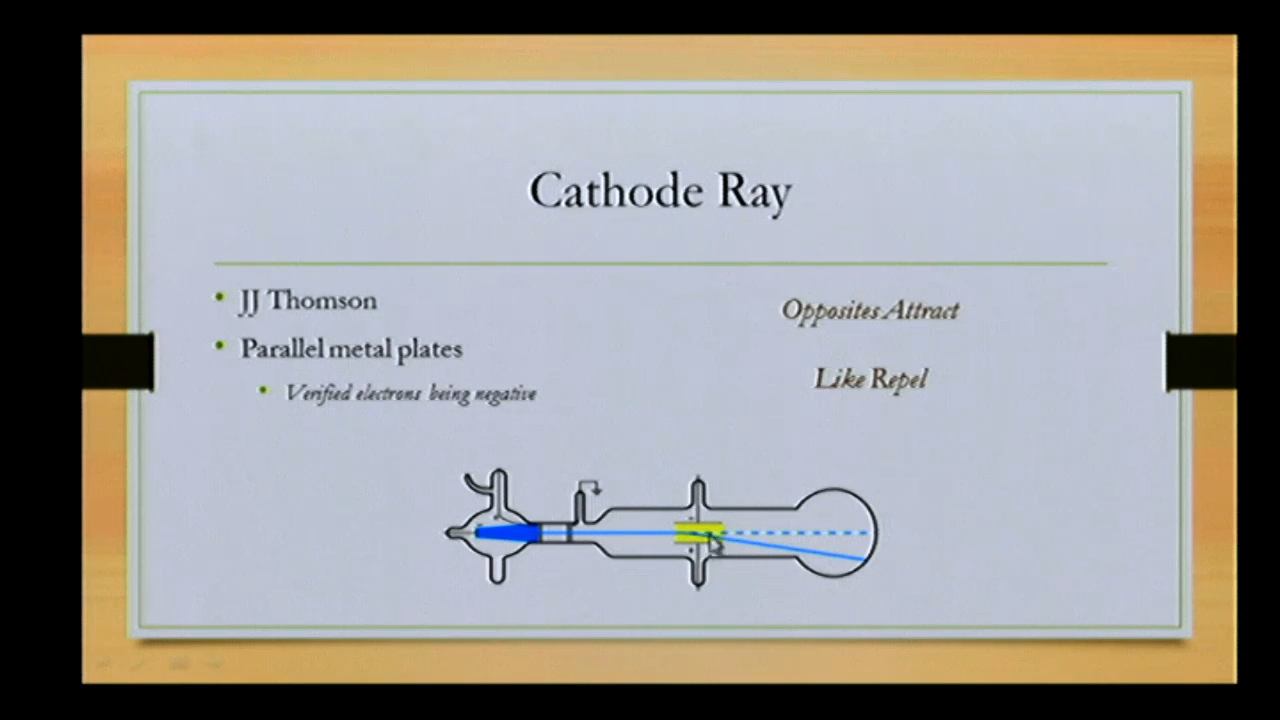 Cathode Ray
JJ Thomson
Parallel metal plates
Verified electrons being negative
Opposites Attract
Like Repel